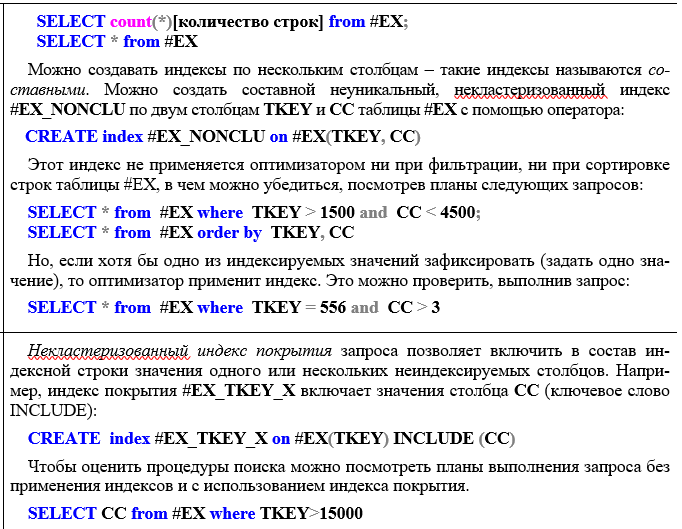 SELECT count(*)[количество строк] from #EX;
SELECT * from #EX
Можно создавать индексы по нескольким столбцам – такие индексы называются со-
ставными. Можно создать составной неуникальный, некластеризованный индекс
#EX_NONCLU по двум столбцам TKEY и CC таблицы #EX с помощью оператора:
CREATE index #EX_NONCLU on #EX(TKEY, CC)
Этот индекс не применяется оптимизатором ни при фильтрации, ни при сортировке
строк таблицы #EX, в чем можно убедиться, посмотрев планы следующих запросов:
SELECT * from #EX where TKEY > 1500 and CC < 4500;
SELECT * from #EX order by TKEY, CC
Но, если хотя бы одно из индексируемых значений зафиксировать (задать одно зна-
чение), то оптимизатор применит индекс. Это можно проверить, выполнив запрос:
SELECT * from #EX where TKEY = 556 and CC > 3
Некластеризованный индекс покрытия запроса позволяет включить в состав ин-
дексной строки значения одного или нескольких неиндексируемых столбцов. Напри-
мер, индекс покрытия #EX_TKEY_X включает значения столбца CC (ключевое слово
INCLUDE):
CREATE index #EX_TKEY_X on #EX(TKEY) INCLUDE (CC)
Чтобы оценить процедуры поиска можно посмотреть планы выполнения запроса без
применения индексов и с использованием индекса покрытия.
SELECT CC from #EX where TKEY>15000